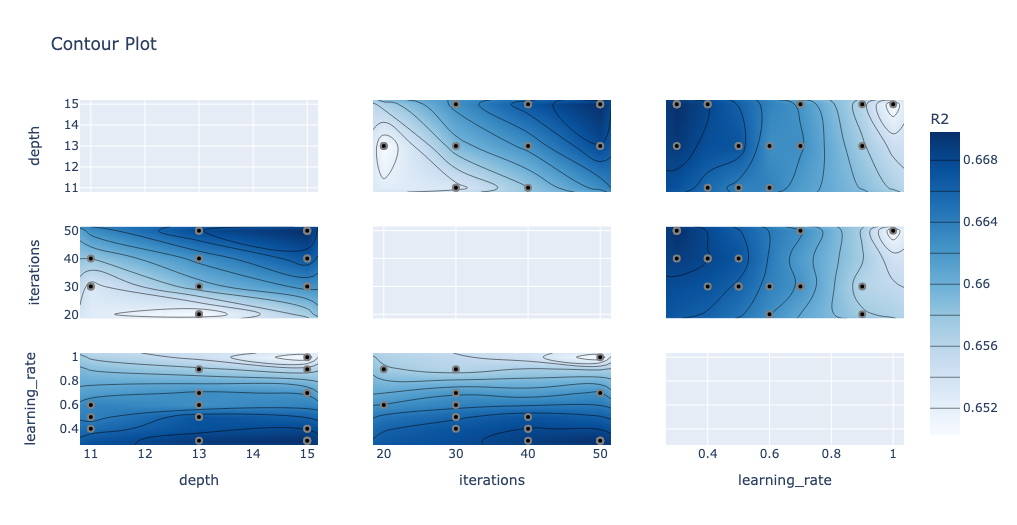 Contour Plot
R2
depth
15
14
13
12
11
iterations
50
40
30
20
learning_rate
1
0.8
0.6
0.4
11 12 13 14 15
20 30 40 50
0.4 0.6 0.8 1
depth
iterations
learning_rate
0.668
0.664
0.66
0.656
0.652